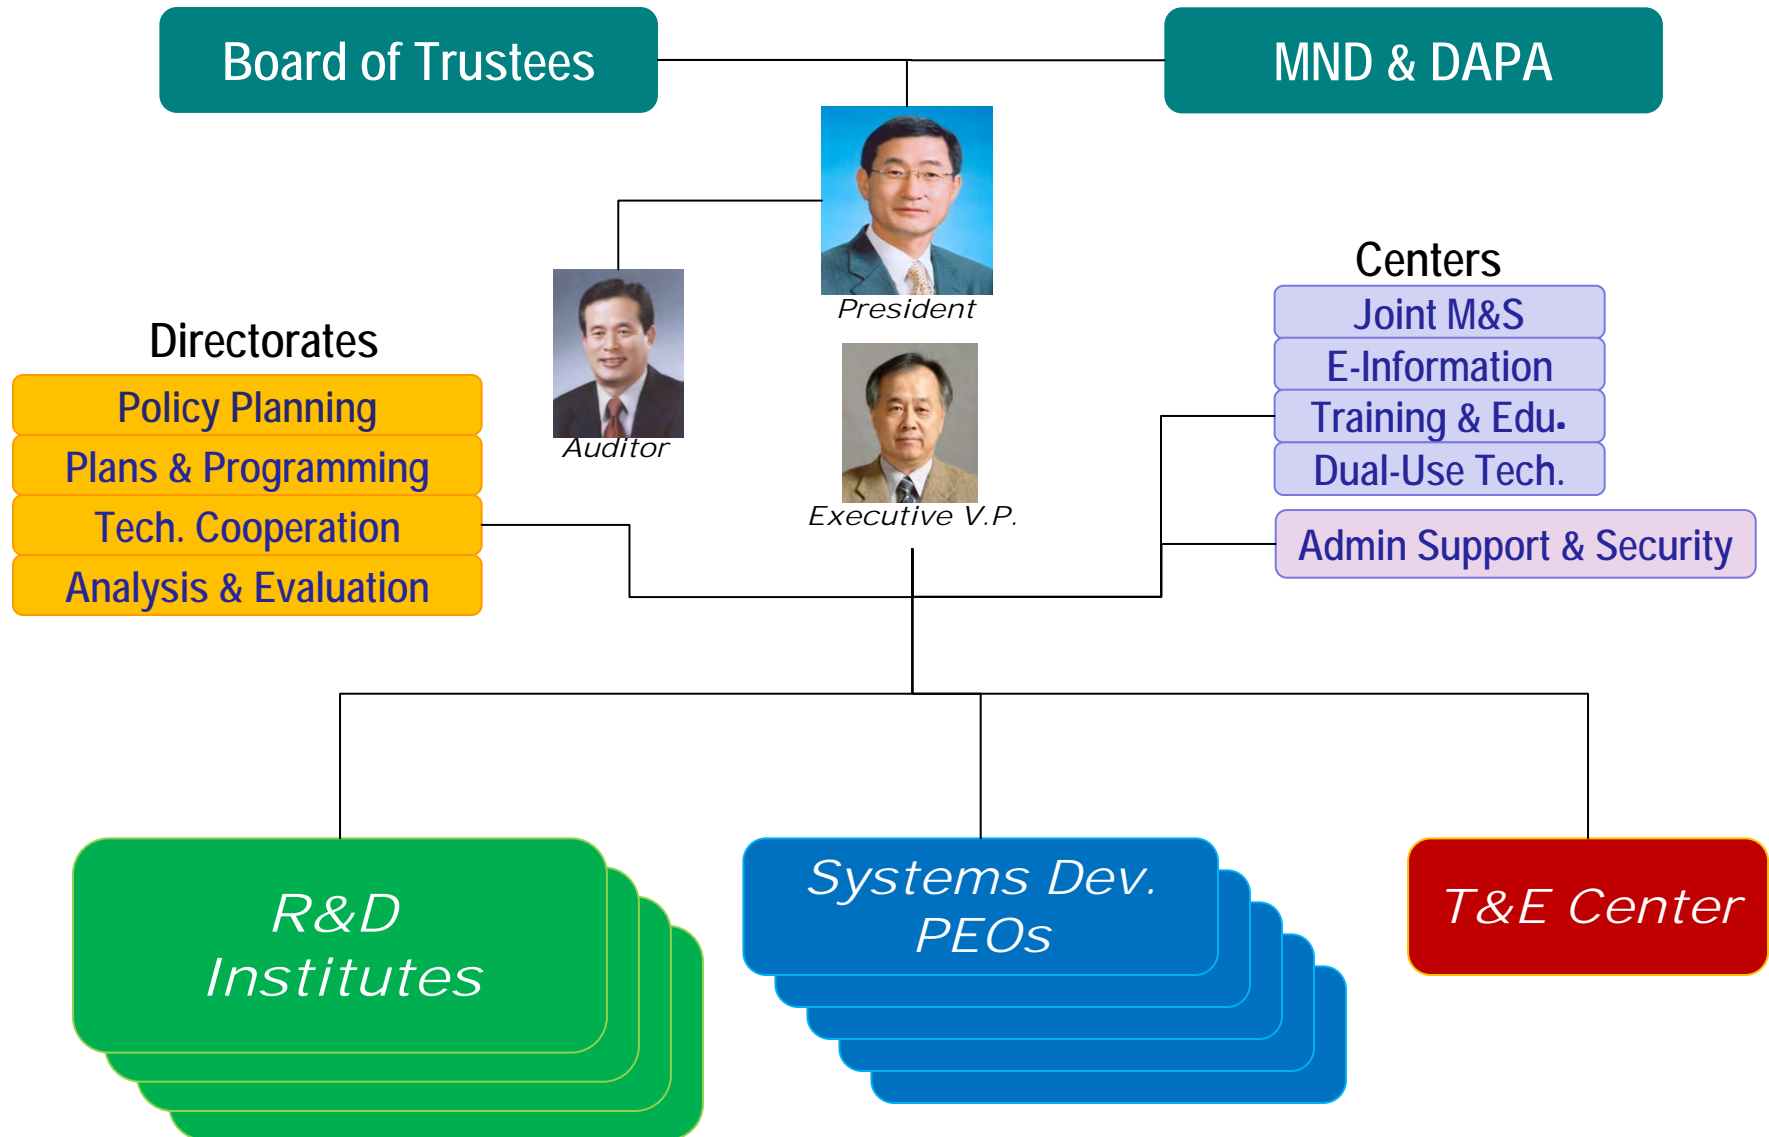 Board of Trustees
MND & DAPA
President
Auditor
Executive V.P.
Directorates
Policy Planning
Plans & Programming
Tech. Cooperation
Analysis & Evaluation
Centers
Joint M&S
E-Information
Training & Edu.
Dual-Use Tech.
Admin Support & Security
R&D
Institutes
Systems Dev.
PEOs
T&E Center